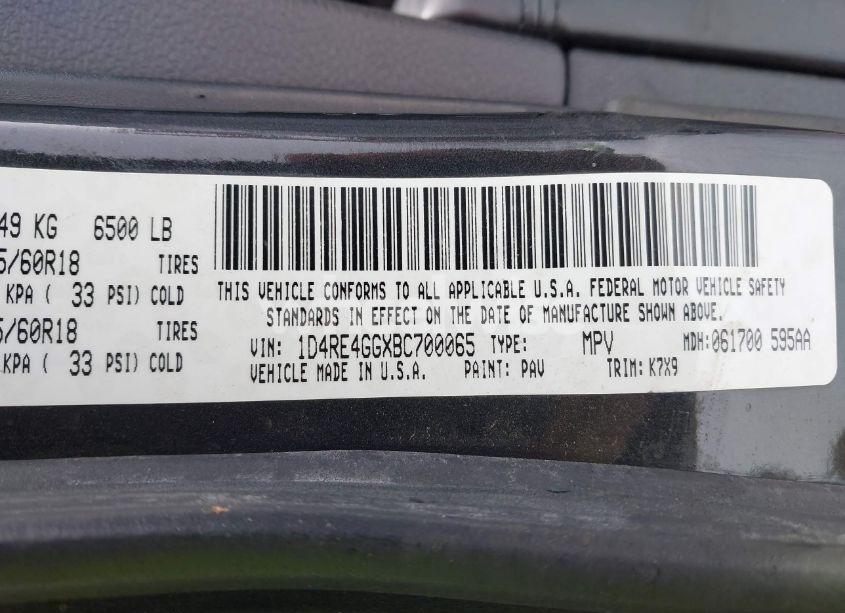 49 KG 6500 LB
5/60R18 TIRES
KPA ( 33 PSI) COLD
5/60R18 TIRES
KPA ( 33 PSI) COLD
THIS VEHICLE CONFORMS TO ALL APPLICABLE U.S.A. FEDERAL MOTOR VEHICLE SAFETY
STANDARDS IN EFFECT ON THE DATE OF MANUFACTURE SHOWN ABOVE.
VIN: 1D4RE4GGXBC700065 TYPE: MPV MDH:061700 595AA
VEHICLE MADE IN U.S.A. PAINT: PAV TRIM: K7X9